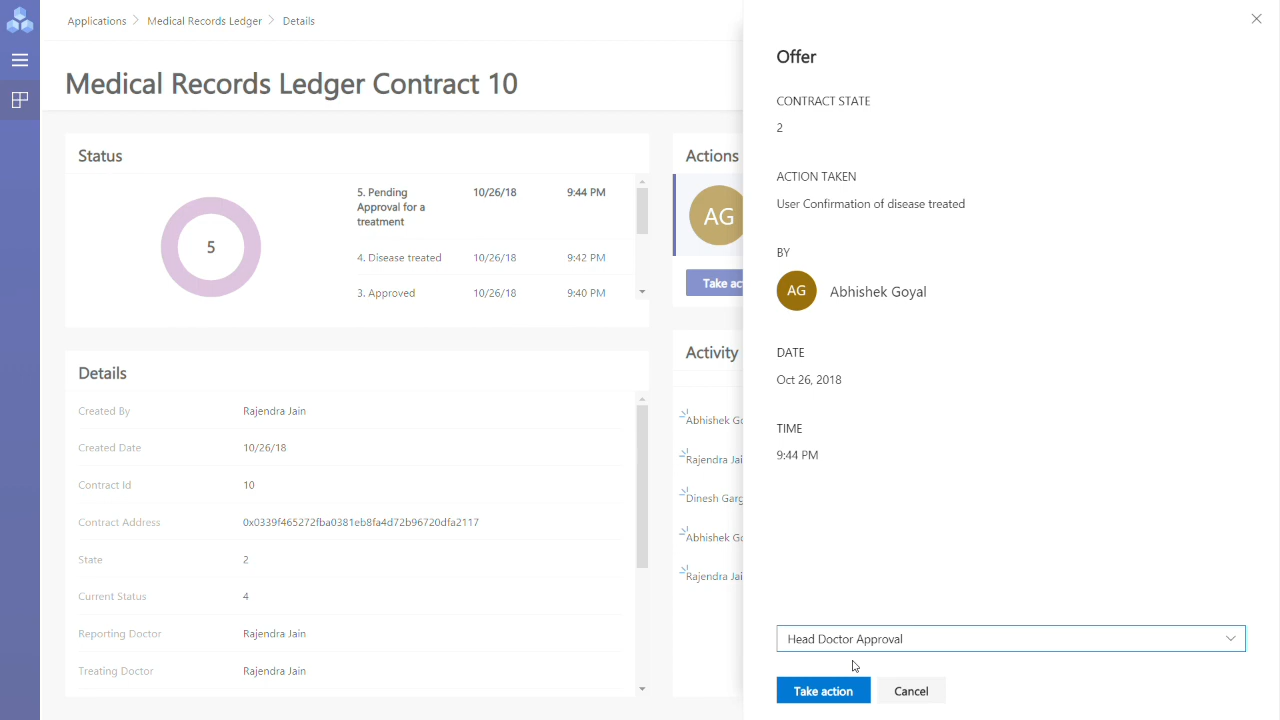 Applications > Medical Records Ledger > Details
Medical Records Ledger Contract 10
Status
5
5. Pending Approval for a treatment 10/26/18 9:44 PM
4. Disease treated 10/26/18 9:42 PM
3. Approved 10/26/18 9:40 PM
Details
Created By Rajendra Jain
Created Date 10/26/18
Contract Id 10
Contract Address 0x0339f465272fba0381eb8fa4d72b96720dfa2117
State 2
Current Status 4
Reporting Doctor Rajendra Jain
Treating Doctor Rajendra Jain
Actions
AG
Take ac
Activity
Abhishek Go
Rajendra Jai
Dinesh Garg
Abhishek Go
Rajendra Jai
Offer
CONTRACT STATE
2
ACTION TAKEN
User Confirmation of disease treated
BY
AG Abhishek Goyal
DATE
Oct 26, 2018
TIME
9:44 PM
Head Doctor Approval
Take action Cancel